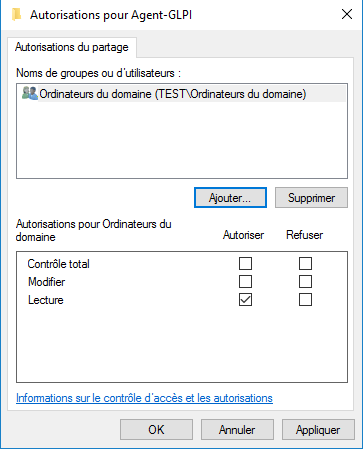 Autorisations pour Agent-GLPI
Autorisations du partage
Noms de groupes ou d'utilisateurs :
Ordinateurs du domaine (TEST\Ordinateurs du domaine)
Ajouter... Supprimer
Autorisations pour Ordinateurs du
domaine Autoriser Refuser
Contrôle total
Modifier
Lecture
Informations sur le contrôle d'accès et les autorisations
OK Annuler Appliquer